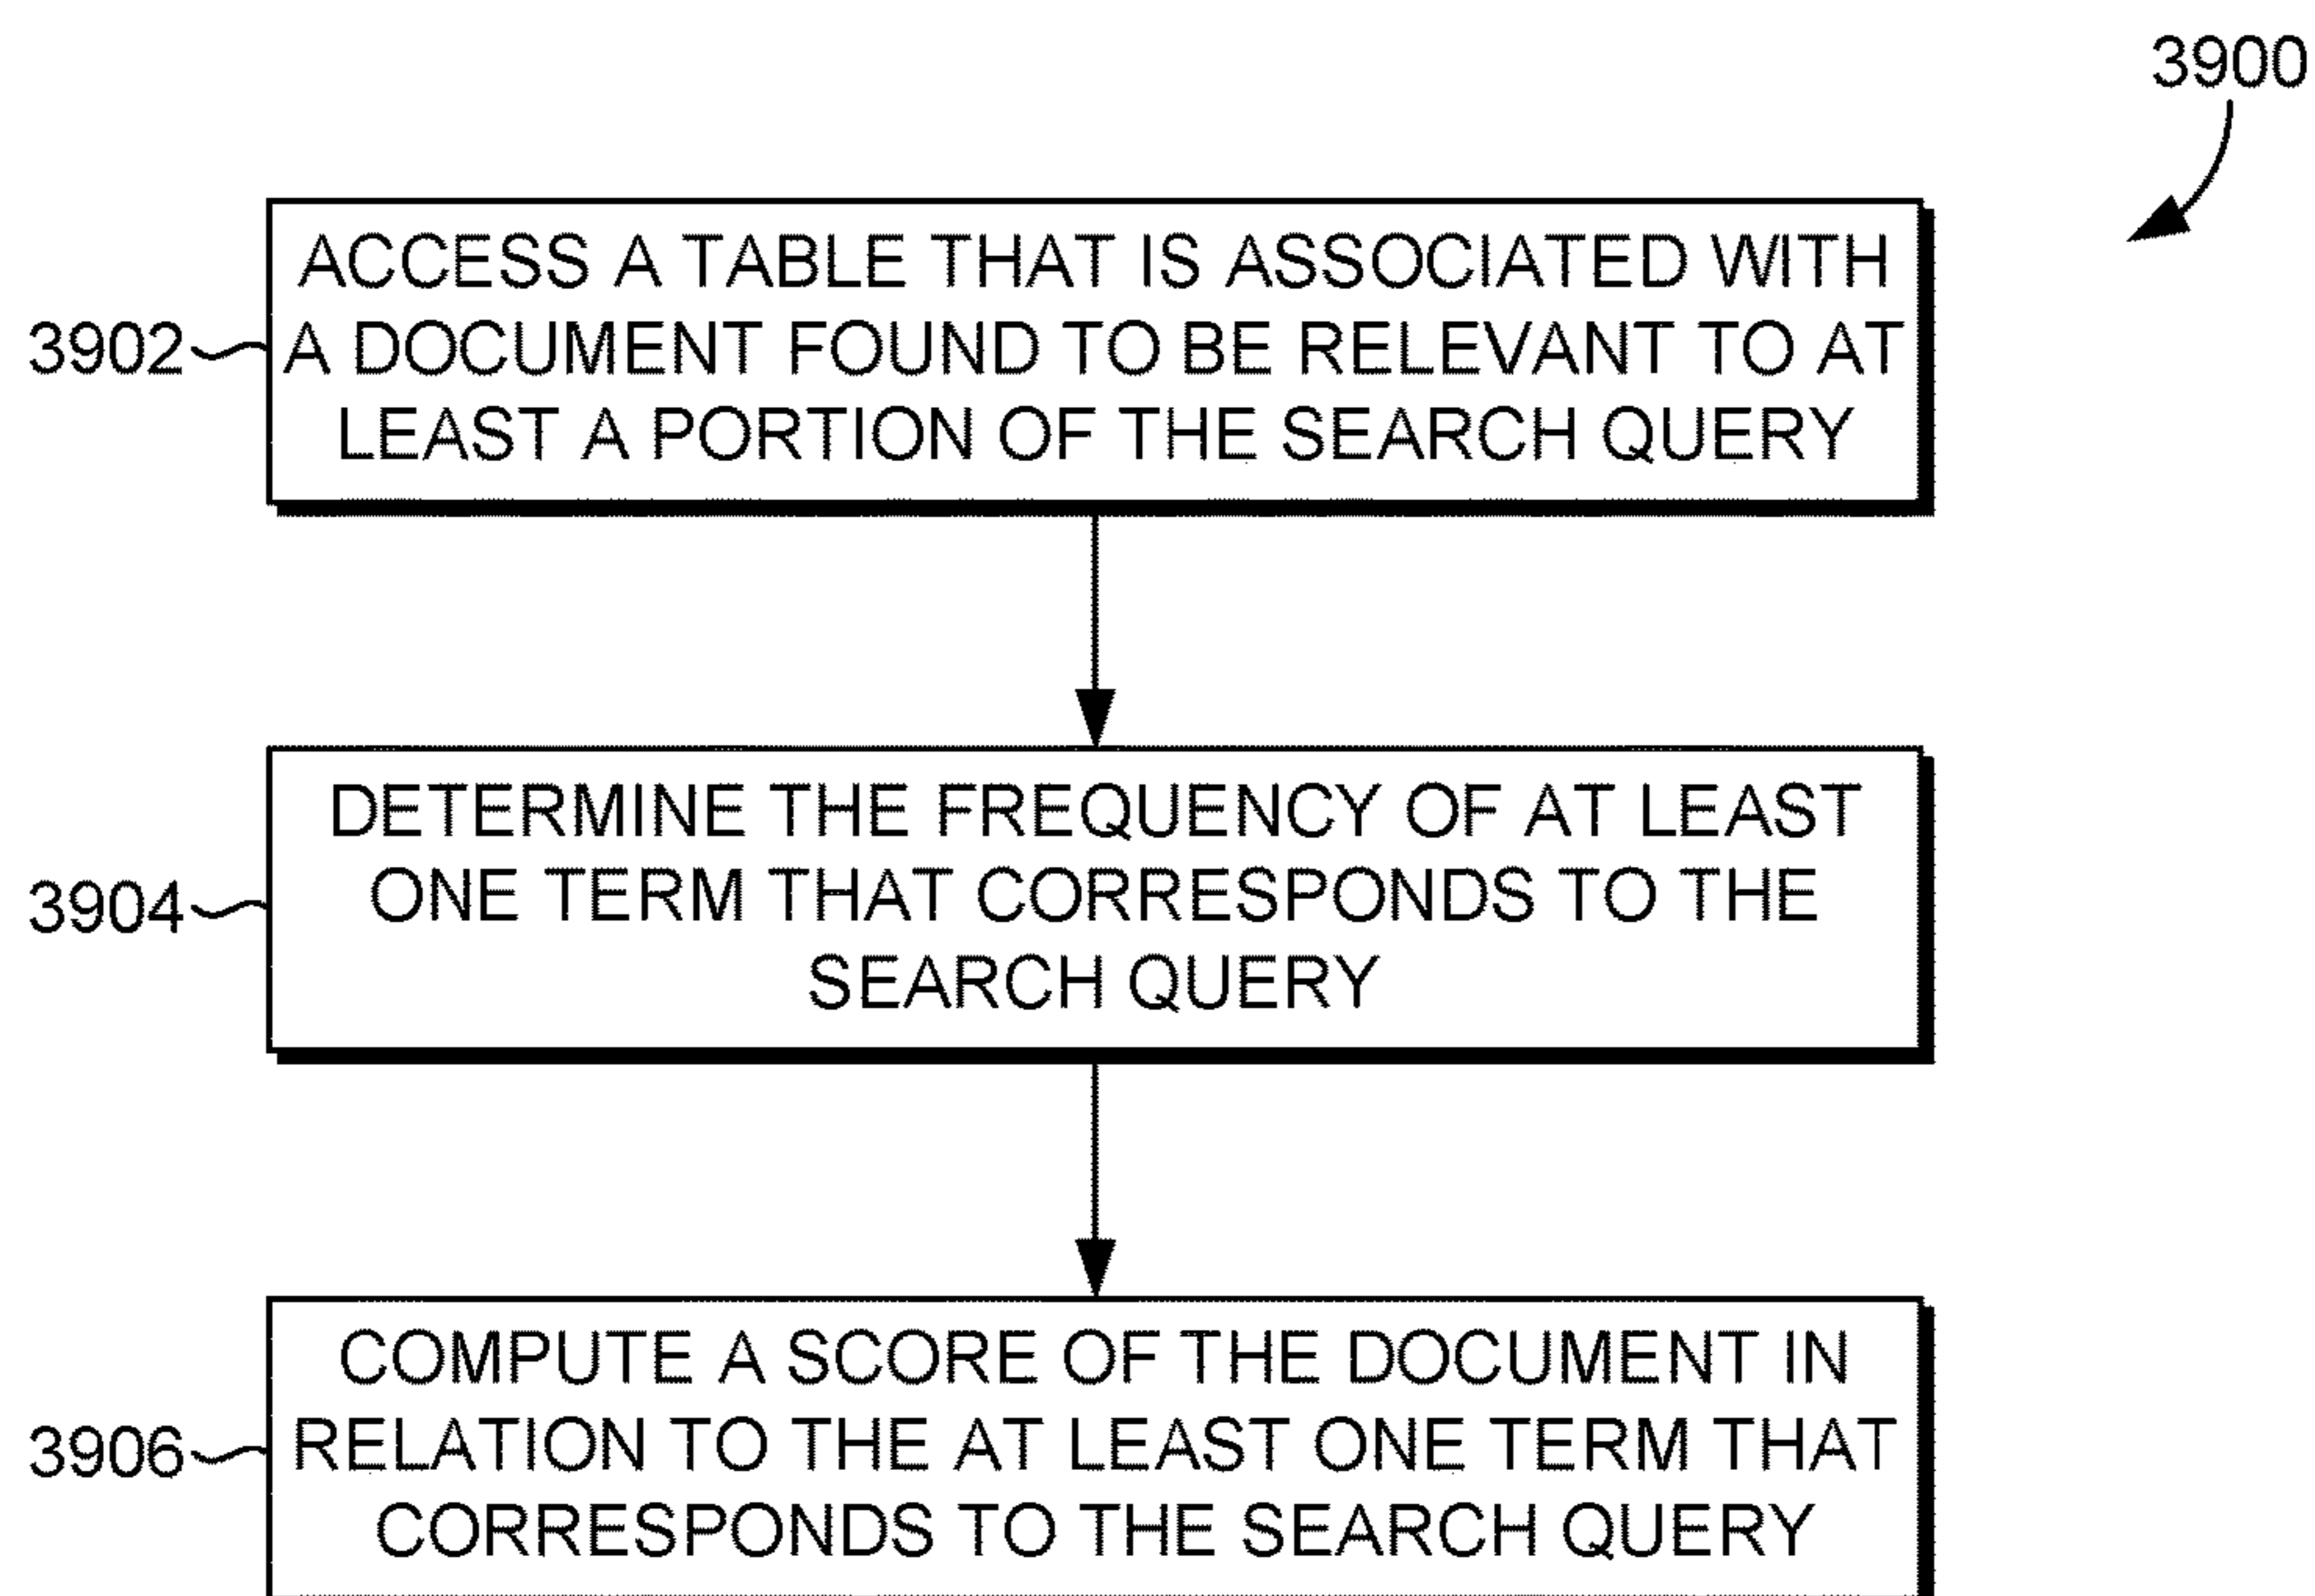 3900
ACCESS A TABLE THAT IS ASSOCIATED WITH
3902 A DOCUMENT FOUND TO BE RELEVANT TO AT
LEAST A PORTION OF THE SEARCH QUERY
DETERMINE THE FREQUENCY OF AT LEAST
3904 ONE TERM THAT CORRESPONDS TO THE
SEARCH QUERY
COMPUTE A SCORE OF THE DOCUMENT IN
3906 RELATION TO THE AT LEAST ONE TERM THAT
CORRESPONDS TO THE SEARCH QUERY